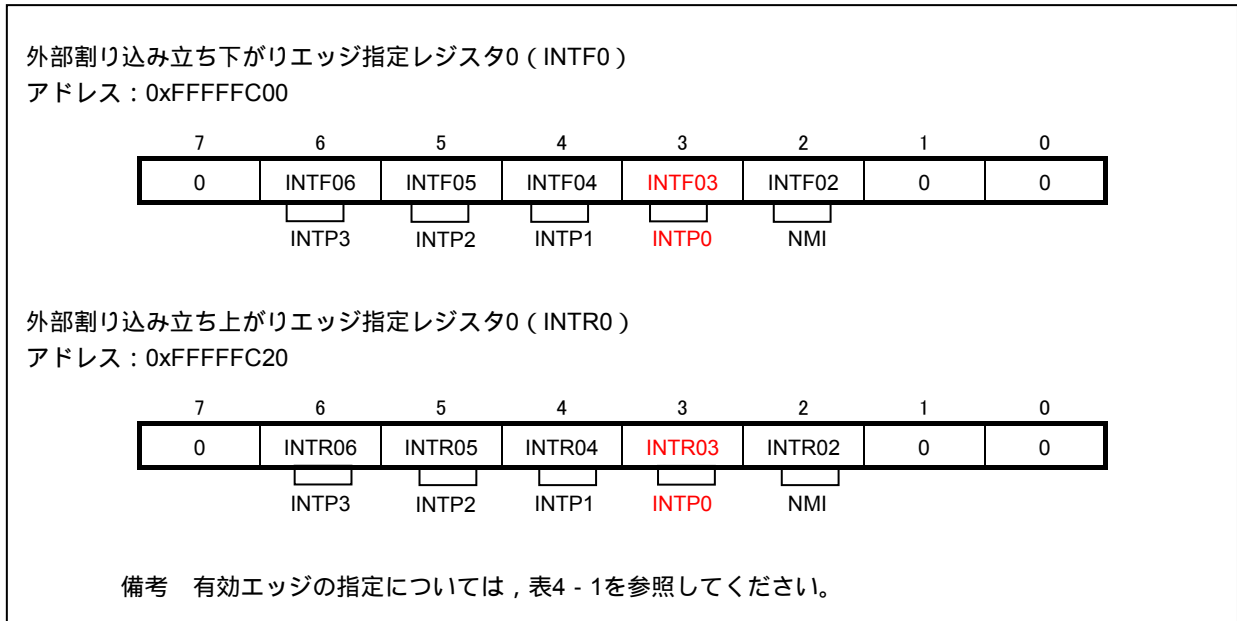 外部割り込み立ち下がりエッジ指定レジスタ0（INTF0）
アドレス：0xFFFFFC00
7 6 5 4 3 2 1 0
0 INTF06 INTF05 INTF04 INTF03 INTF02 0 0
INTP3 INTP2 INTP1 INTP0 NMI
外部割り込み立ち上がりエッジ指定レジスタ0（INTR0）
アドレス：0xFFFFFC20
7 6 5 4 3 2 1 0
0 INTR06 INTR05 INTR04 INTR03 INTR02 0 0
INTP3 INTP2 INTP1 INTP0 NMI
備考　有効エッジの指定については，表4‐1を参照してください。